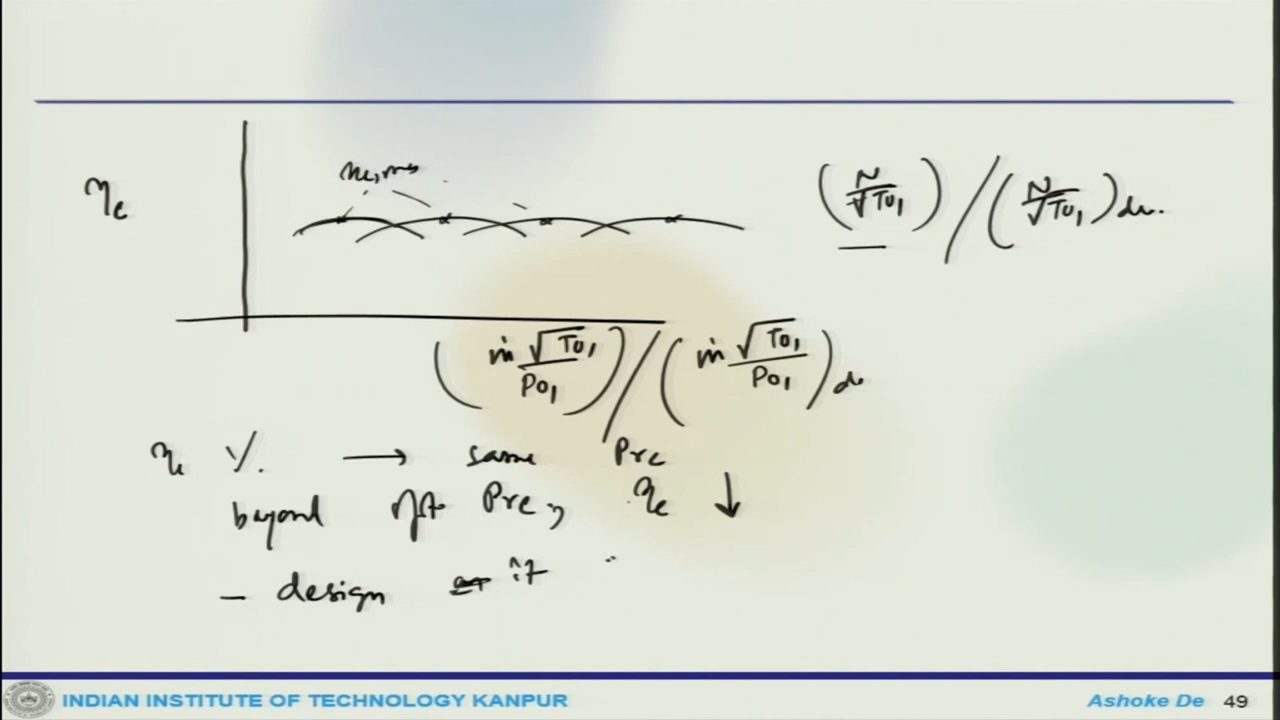 ηc
(N/√T01) / (N/√T01)de.
(ṁ √T01 / P01) / (ṁ √T01 / P01)de
ηc ⟶ same Prc
beyond opt Prc, ηc ↓
– design it
INDIAN INSTITUTE OF TECHNOLOGY KANPUR
Ashoke De 49